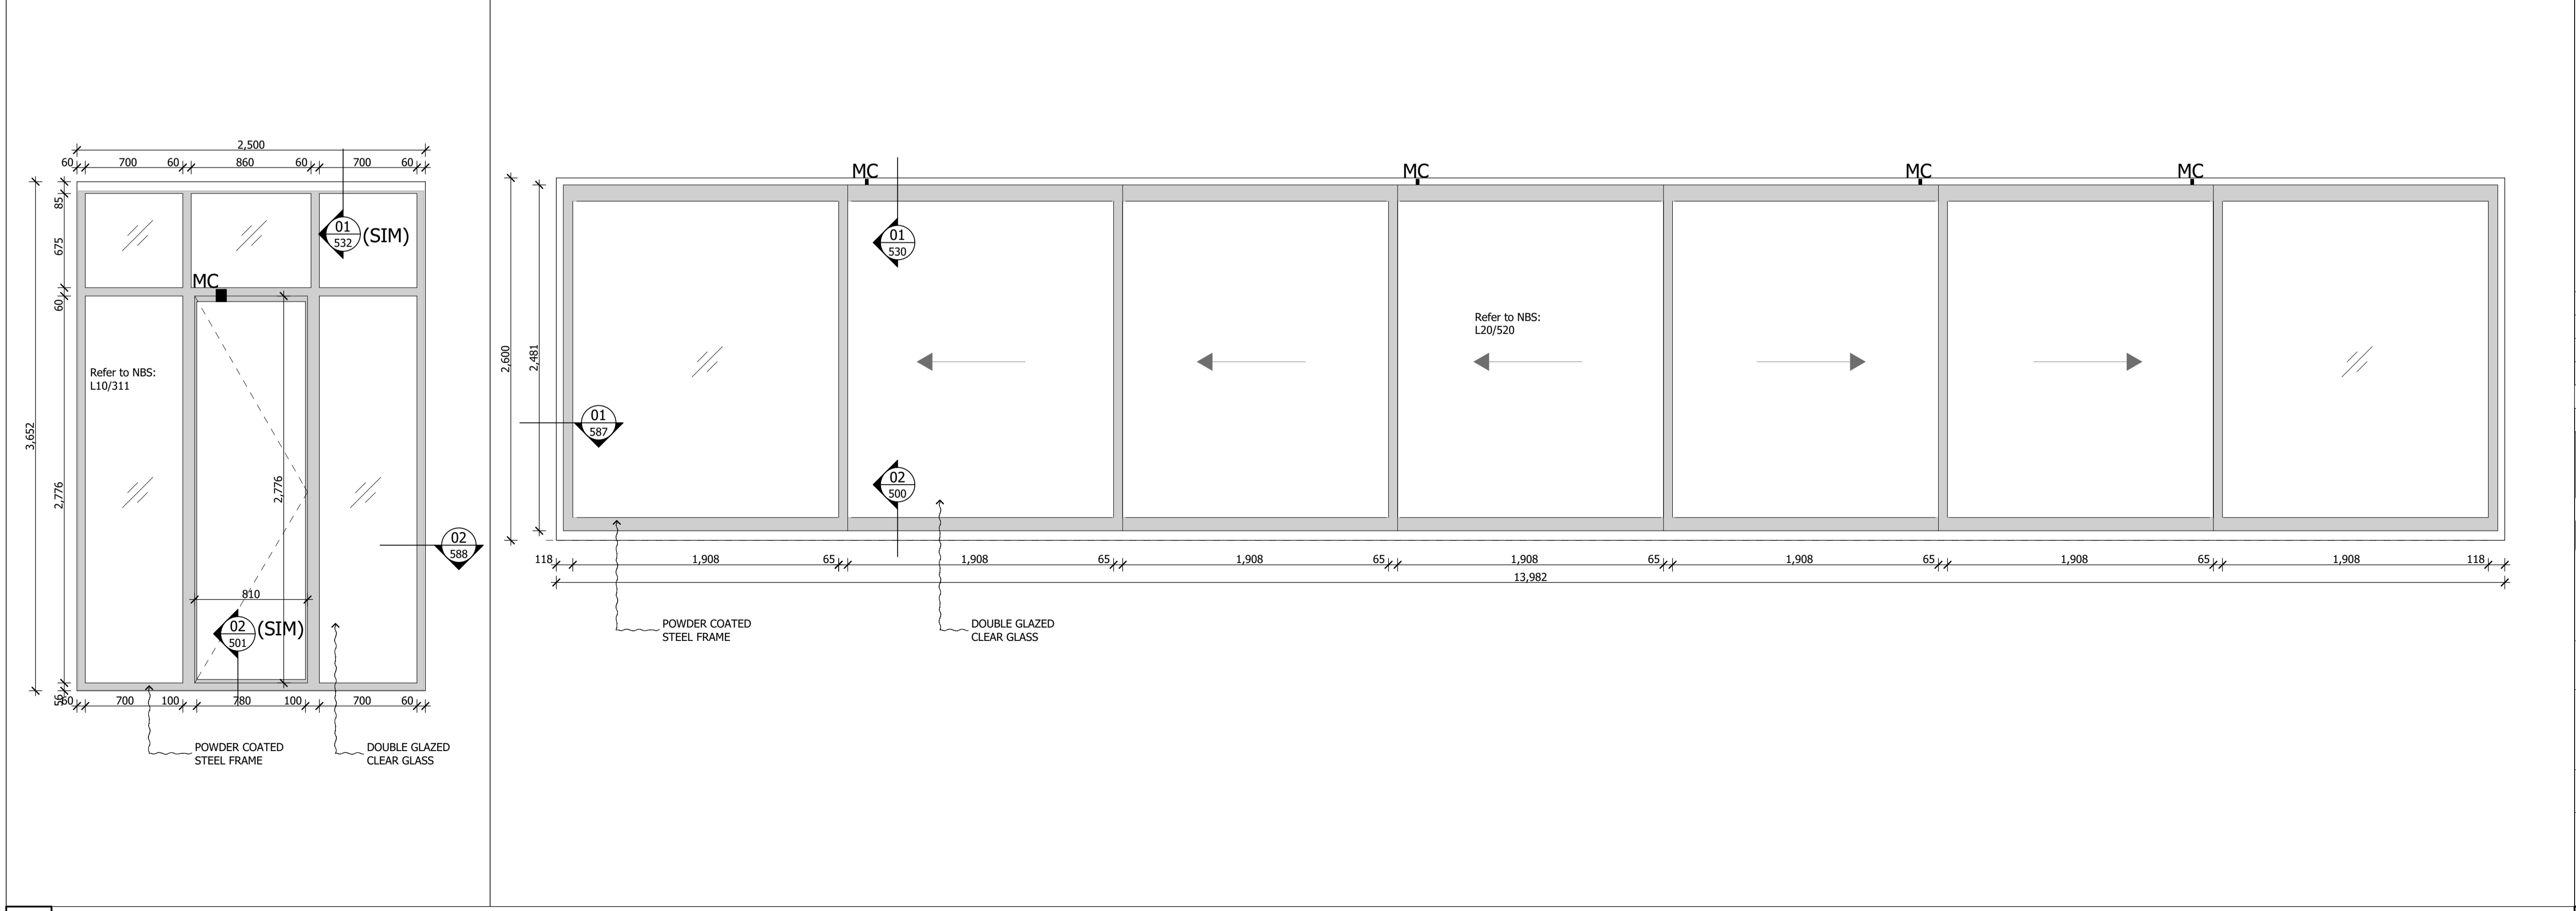 2,500
60 700 60 860 60 700 60
3,652
85
675
60
2,776
56
01
532
(SIM)
MC
Refer to NBS:
L10/311
2,776
810
02
501
(SIM)
02
588
60 700 100 780 100 700 60
POWDER COATED
STEEL FRAME
DOUBLE GLAZED
CLEAR GLASS
MC MC MC MC
2,600
2,481
01
530
Refer to NBS:
L20/520
01
587
02
500
118 1,908 65 1,908 65 1,908 65 1,908 65 1,908 65 1,908 65 1,908 118
13,982
POWDER COATED
STEEL FRAME
DOUBLE GLAZED
CLEAR GLASS